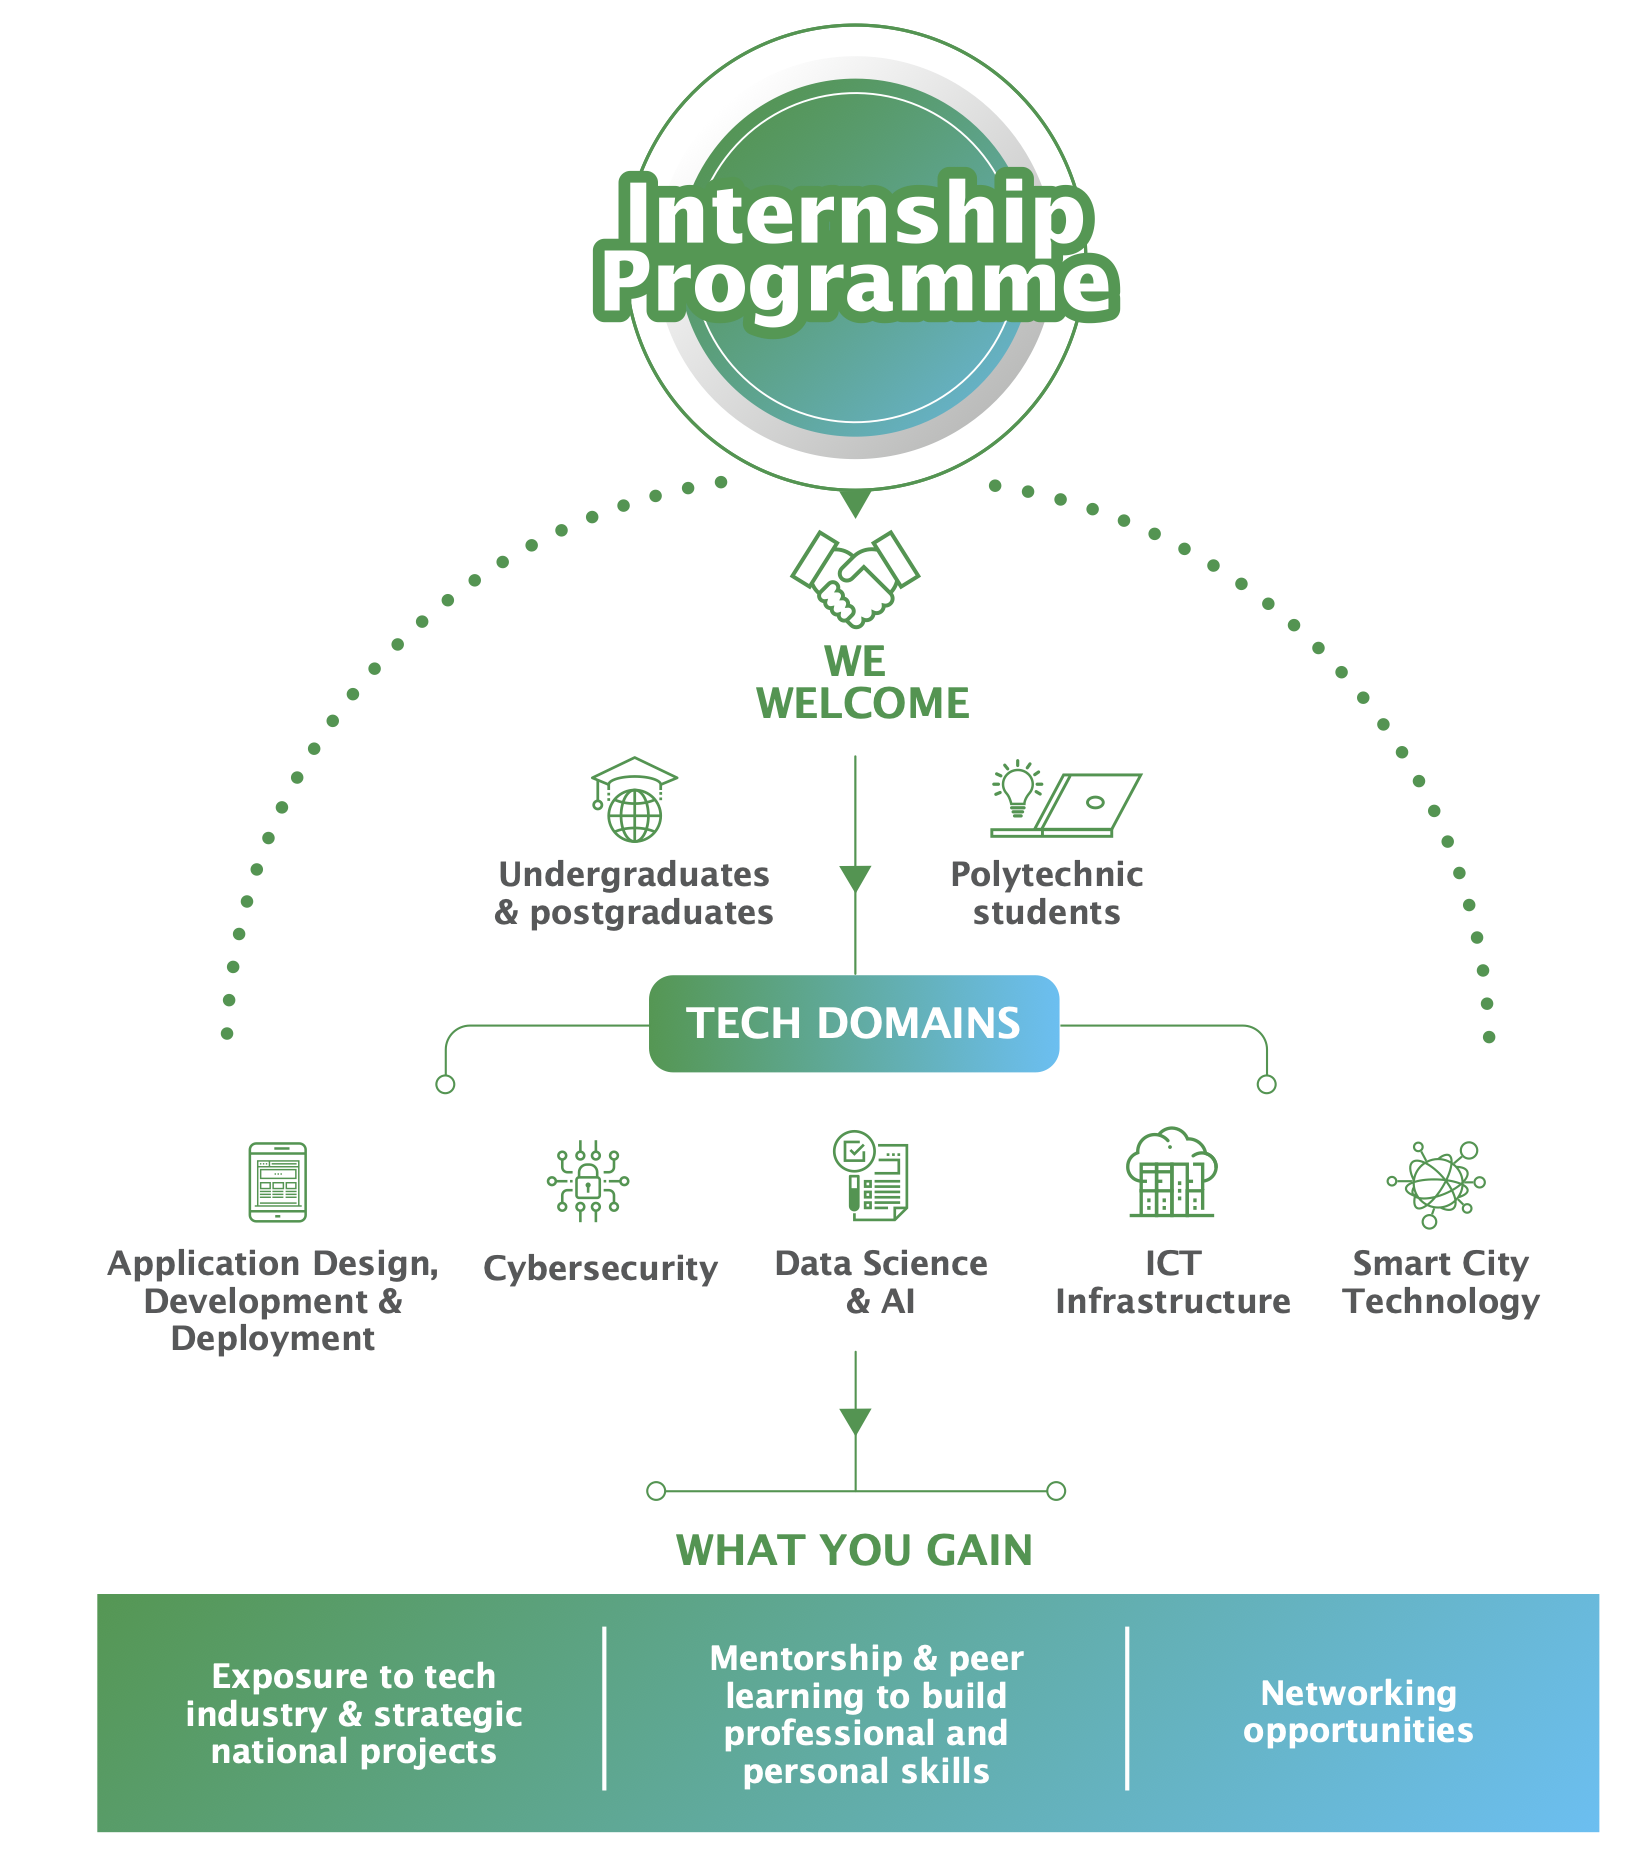 Internship
Programme
WE
WELCOME
Undergraduates
& postgraduates
Polytechnic
students
TECH DOMAINS
Application Design,
Development &
Deployment
Cybersecurity
Data Science
& AI
ICT
Infrastructure
Smart City
Technology
WHAT YOU GAIN
Exposure to tech
industry & strategic
national projects
Mentorship & peer
learning to build
professional and
personal skills
Networking
opportunities